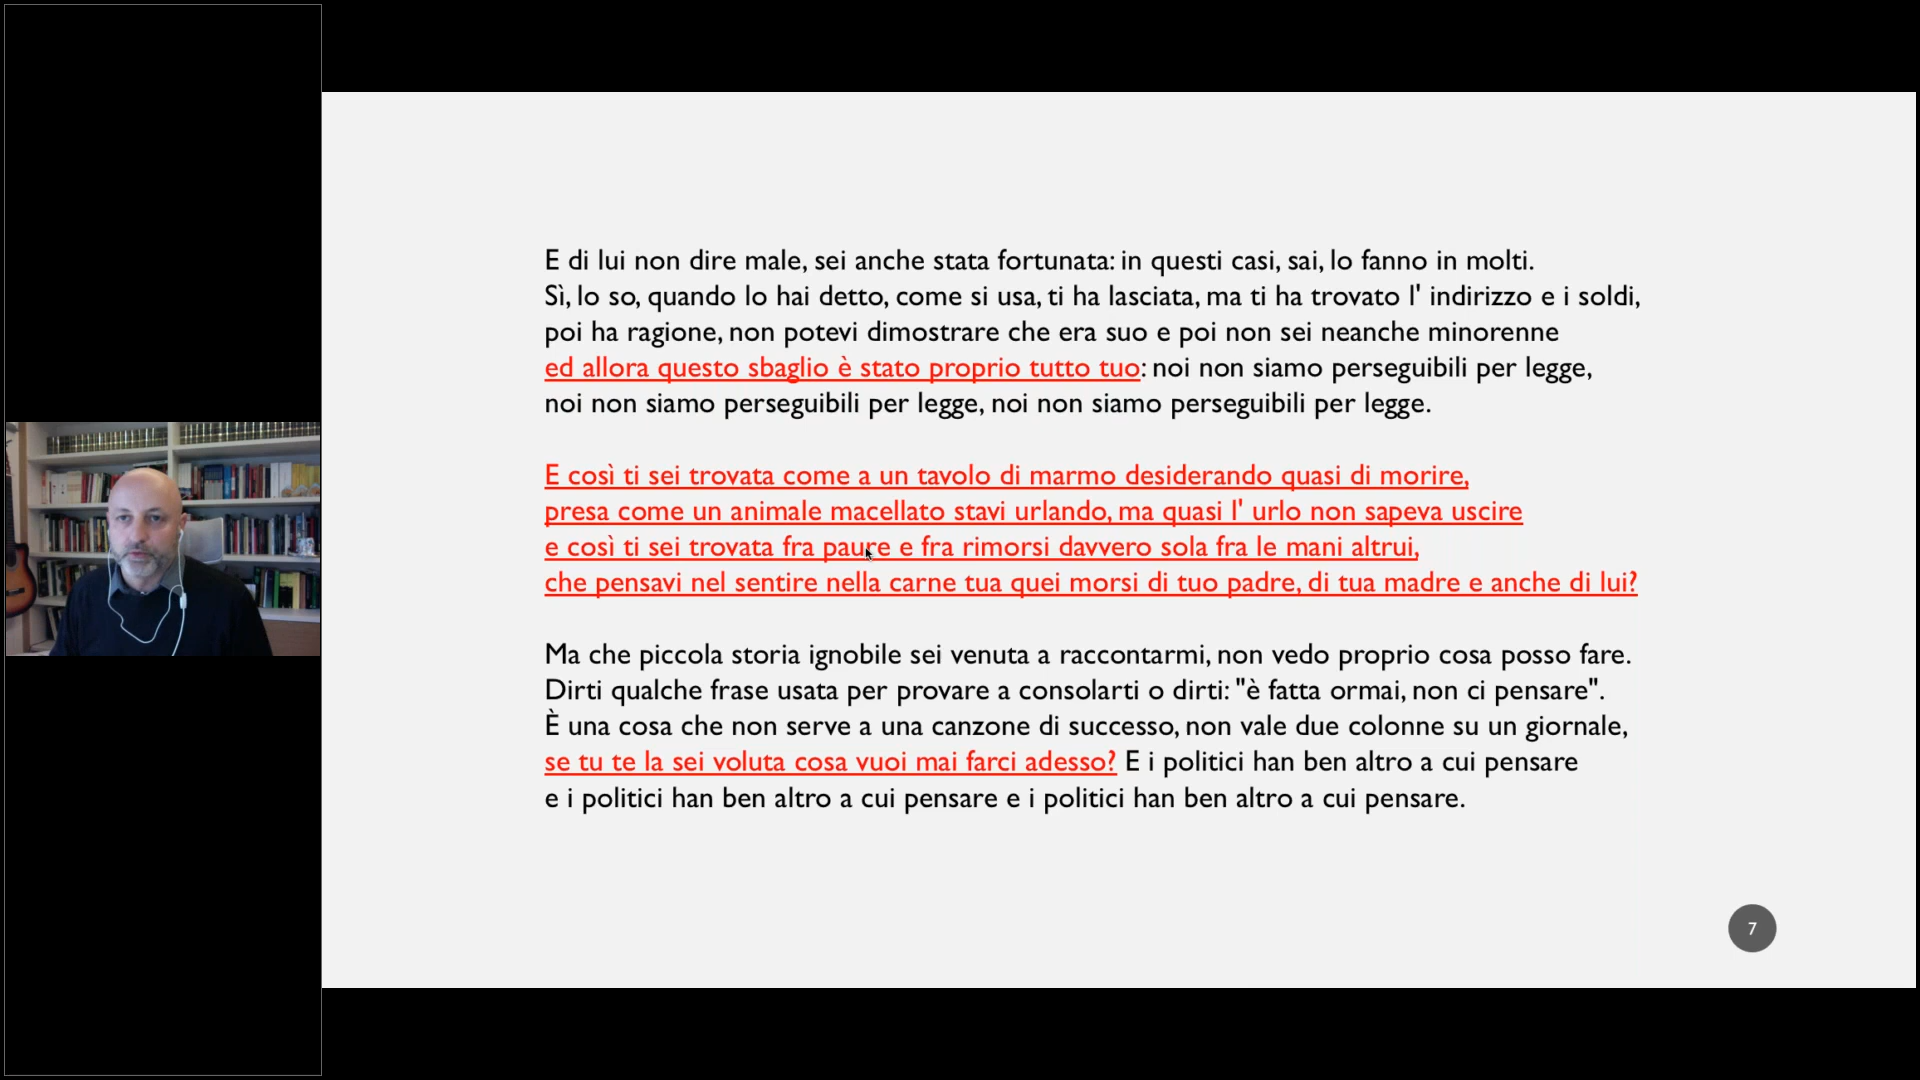 E di lui non dire male, sei anche stata fortunata: in questi casi, sai, lo fanno in molti.
Sì, lo so, quando lo hai detto, come si usa, ti ha lasciata, ma ti ha trovato l' indirizzo e i soldi,
poi ha ragione, non potevi dimostrare che era suo e poi non sei neanche minorenne
ed allora questo sbaglio è stato proprio tutto tuo: noi non siamo perseguibili per legge,
noi non siamo perseguibili per legge, noi non siamo perseguibili per legge.
E così ti sei trovata come a un tavolo di marmo desiderando quasi di morire,
presa come un animale macellato stavi urlando, ma quasi l' urlo non sapeva uscire
e così ti sei trovata fra paure e fra rimorsi davvero sola fra le mani altrui,
che pensavi nel sentire nella carne tua quei morsi di tuo padre, di tua madre e anche di lui?
Ma che piccola storia ignobile sei venuta a raccontarmi, non vedo proprio cosa posso fare.
Dirti qualche frase usata per provare a consolarti o dirti: "è fatta ormai, non ci pensare".
È una cosa che non serve a una canzone di successo, non vale due colonne su un giornale,
se tu te la sei voluta cosa vuoi mai farci adesso? E i politici han ben altro a cui pensare
e i politici han ben altro a cui pensare e i politici han ben altro a cui pensare.
7